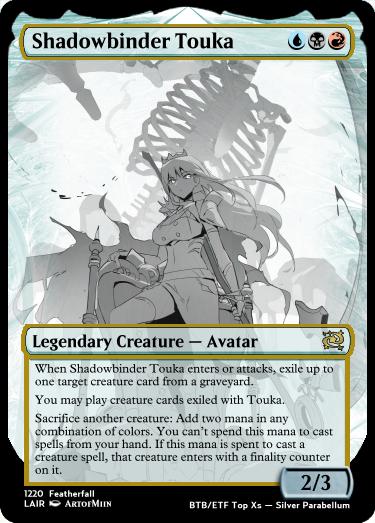 Shadowbinder Touka
Legendary Creature — Avatar
When Shadowbinder Touka enters or attacks, exile up to
one target creature card from a graveyard.
You may play creature cards exiled with Touka.
Sacrifice another creature: Add two mana in any
combination of colors. You can't spend this mana to cast
spells from your hand. If this mana is spent to cast a
creature spell, that creature enters with a finality counter
on it.
2/3
1220 Featherfall
LAIR ArtofMiin
BTB/ETF Top Xs — Silver Parabellum